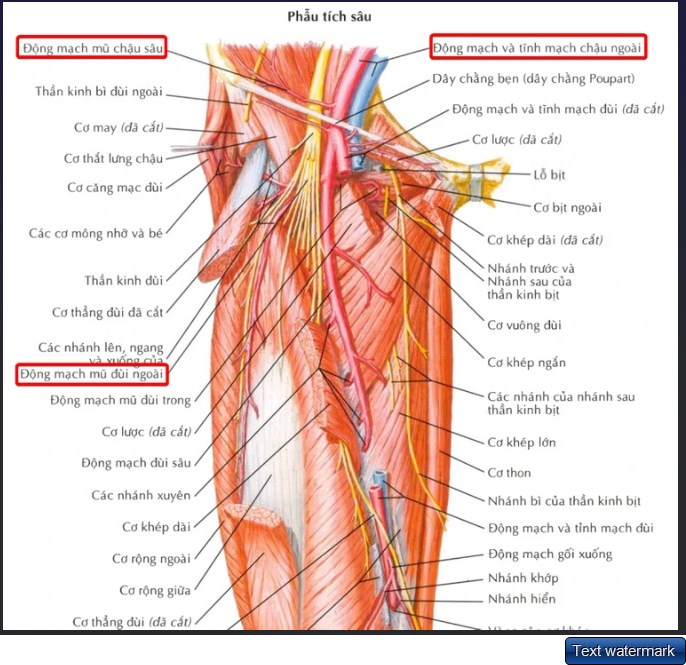 Phẫu tích sâu
Động mạch mũ chậu sâu
Thần kinh bì đùi ngoài
Cơ may (đã cắt)
Cơ thắt lưng chậu
Cơ căng mạc đùi
Các cơ mông nhỡ và bé
Thần kinh đùi
Cơ thẳng đùi đã cắt
Các nhánh lên, ngang
và xuống của
Động mạch mũ đùi ngoài
Động mạch mũ đùi trong
Cơ lược (đã cắt)
Động mạch đùi sâu
Các nhánh xuyên
Cơ khép dài
Cơ rộng ngoài
Cơ rộng giữa
Cơ thẳng đùi (đã cắt)
Động mạch và tĩnh mạch chậu ngoài
Dây chằng bẹn (dây chằng Poupart)
Động mạch và tĩnh mạch đùi (đã cắt)
Cơ lược (đã cắt)
Lỗ bịt
Cơ bịt ngoài
Cơ khép dài (đã cắt)
Nhánh trước và
Nhánh sau của
thần kinh bịt
Cơ vuông đùi
Cơ khép ngắn
Các nhánh của nhánh sau
thần kinh bịt
Cơ khép lớn
Cơ thon
Nhánh bì của thần kinh bịt
Động mạch và tỉnh mạch đùi
Động mạch gối xuống
Nhánh khớp
Nhánh hiển
Text watermark